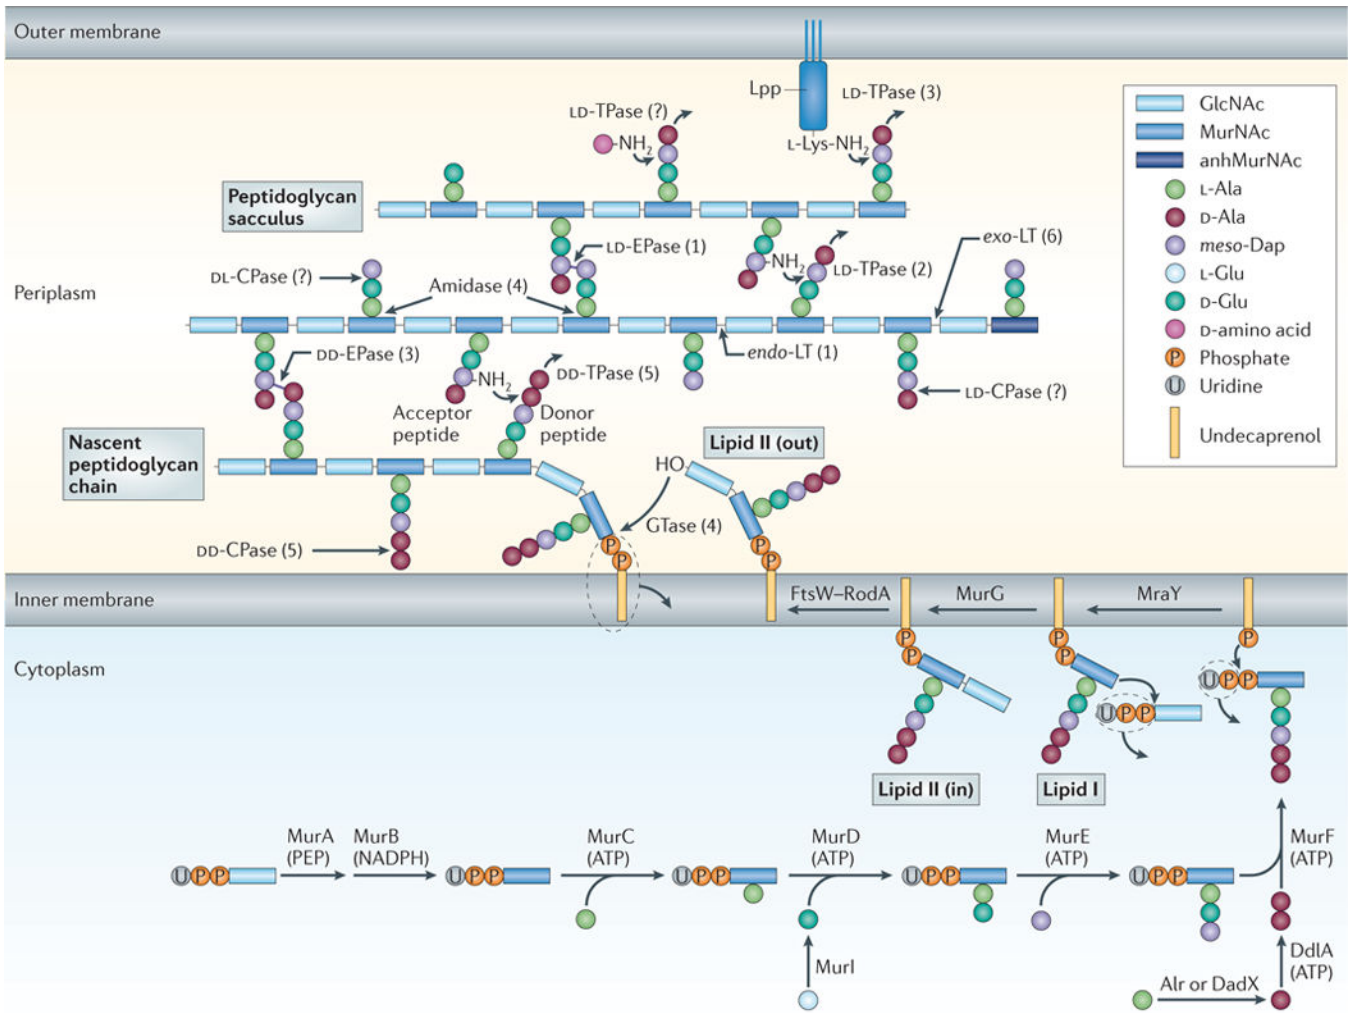 Outer membrane
Lpp
LD-TPase (?)
LD-TPase (3)
NH2
L-Lys-NH2
GlcNAc
MurNAc
anhMurNAc
L-Ala
D-Ala
meso-Dap
L-Glu
D-Glu
D-amino acid
P Phosphate
U Uridine
Undecaprenol
Peptidoglycan
sacculus
LD-EPase (1)
NH2
LD-TPase (2)
exo-LT (6)
DL-CPase (?)
Amidase (4)
Periplasm
endo-LT (1)
DD-EPase (3)
NH2
DD-TPase (5)
LD-CPase (?)
Acceptor
peptide
Donor
peptide
Nascent
peptidoglycan
chain
Lipid II (out)
HO
GTase (4)
DD-CPase (5)
P
P
P
P
Inner membrane
FtsW–RodA
MurG
MraY
Cytoplasm
P
P
P
P
P
U P P
U P P
Lipid II (in)
Lipid I
MurA
(PEP)
MurB
(NADPH)
MurC
(ATP)
MurD
(ATP)
MurE
(ATP)
MurF
(ATP)
U P P
U P P
U P P
U P P
U P P
MurI
DdlA
(ATP)
Alr or DadX